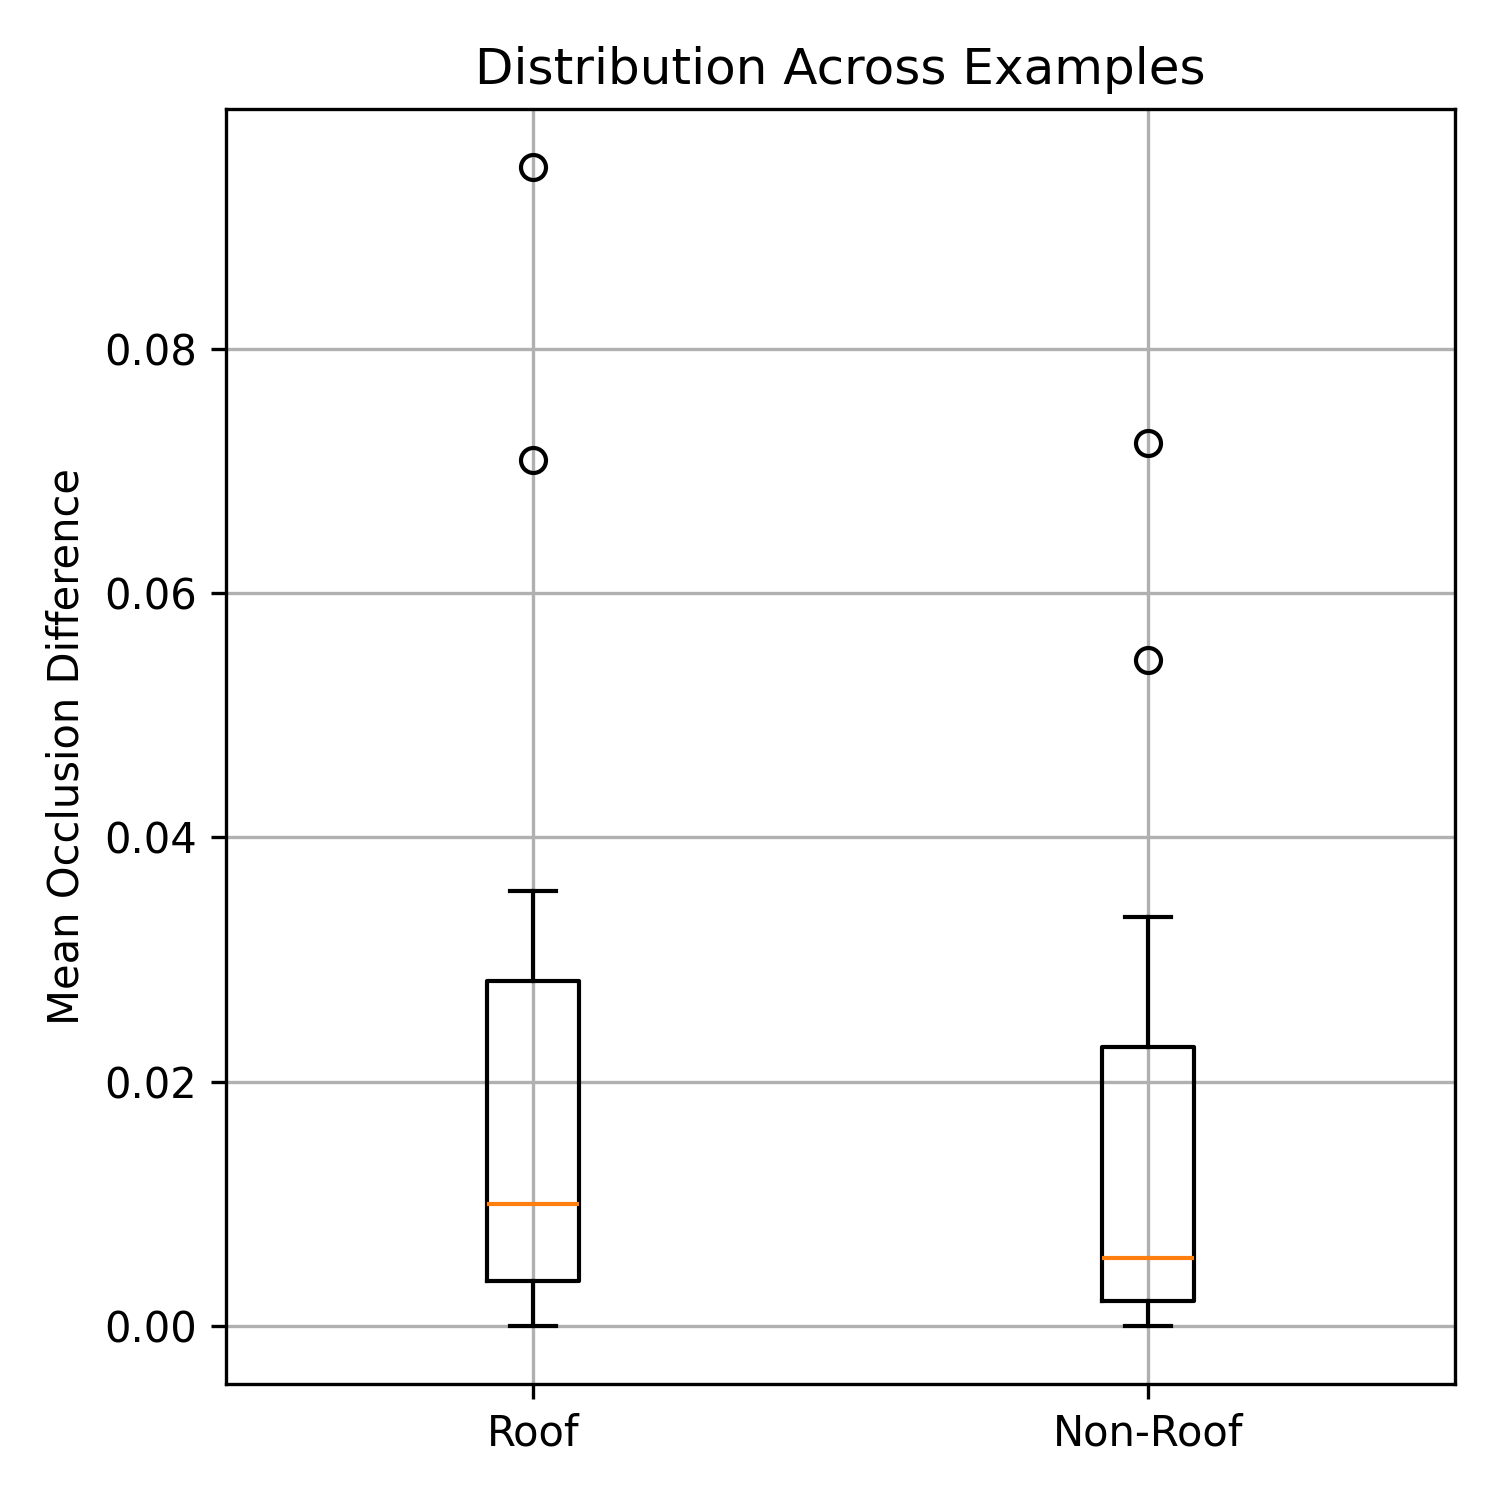 Distribution Across Examples
Mean Occlusion Difference
0.08
0.06
0.04
0.02
0.00
Roof
Non-Roof